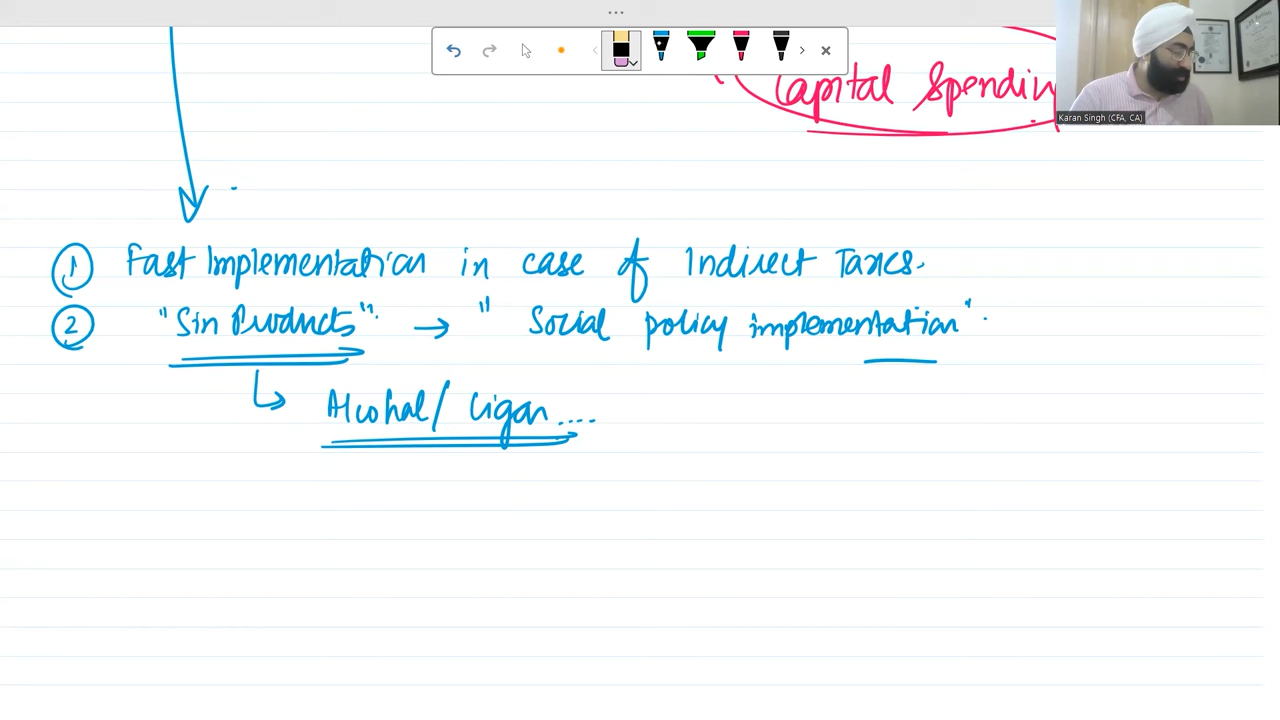 Capital Spendin
Karan Singh (CFA, CA)
① Fast Implementation in case of Indirect Taxes.
② "Sin Products". → "Social policy implementation".
↳ Alcohal / Cigar....